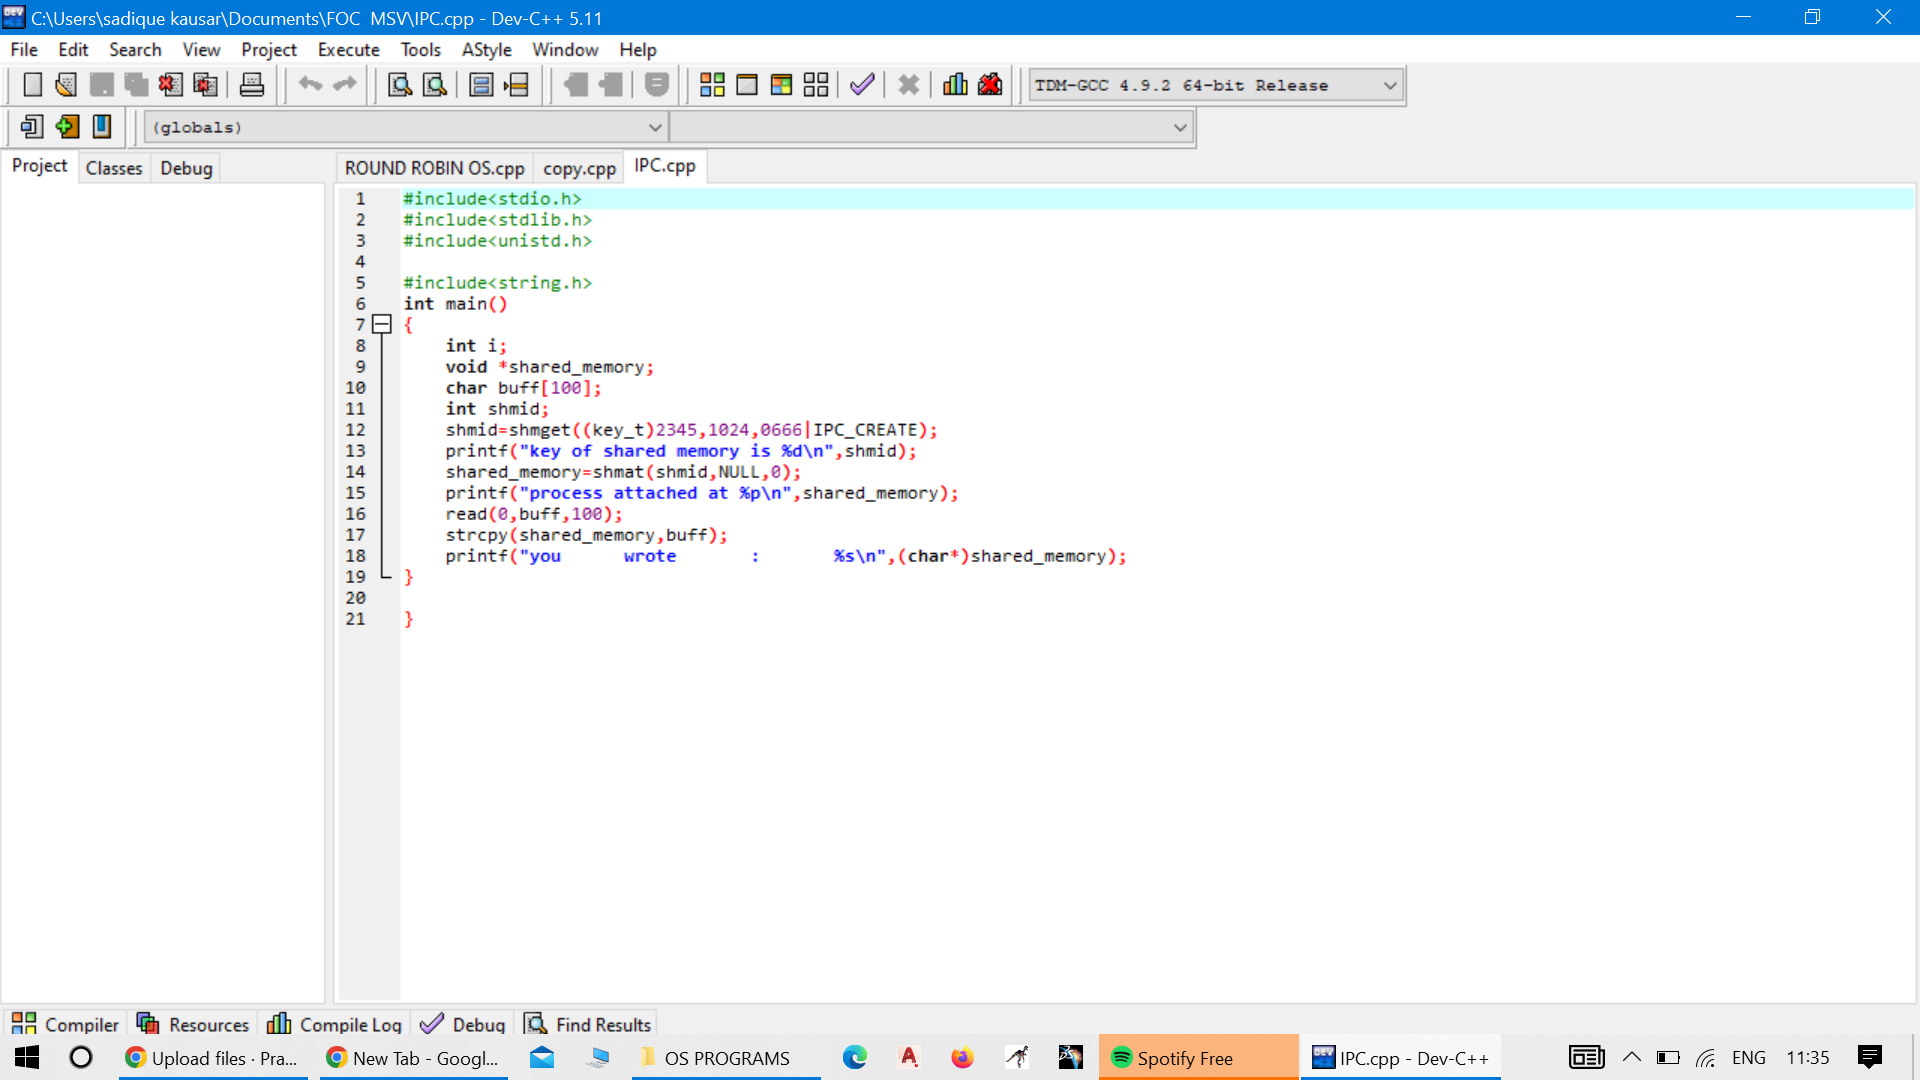 C:\Users\sadique kausar\Documents\FOC  MSV\IPC.cpp - Dev-C++ 5.11
File Edit Search View Project Execute Tools AStyle Window Help
TDM-GCC 4.9.2 64-bit Release
(globals)
Project Classes Debug
ROUND ROBIN OS.cpp copy.cpp IPC.cpp
1 #include<stdio.h>
2 #include<stdlib.h>
3 #include<unistd.h>
4
5 #include<string.h>
6 int main()
7 {
8     int i;
9     void *shared_memory;
10     char buff[100];
11     int shmid;
12     shmid=shmget((key_t)2345,1024,0666|IPC_CREATE);
13     printf("key of shared memory is %d\n",shmid);
14     shared_memory=shmat(shmid,NULL,0);
15     printf("process attached at %p\n",shared_memory);
16     read(0,buff,100);
17     strcpy(shared_memory,buff);
18     printf("you      wrote       :       %s\n",(char*)shared_memory);
19 }
20
21 }
Compiler Resources Compile Log Debug Find Results
Upload files · Pra... New Tab - Googl... OS PROGRAMS Spotify Free IPC.cpp - Dev-C++ ENG 11:35